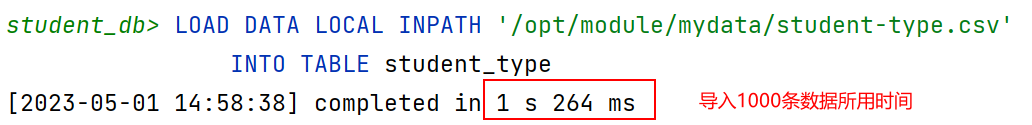 student_db> LOAD DATA LOCAL INPATH '/opt/module/mydata/student-type.csv'
INTO TABLE student_type
[2023-05-01 14:58:38] completed in 1 s 264 ms 导入1000条数据所用时间